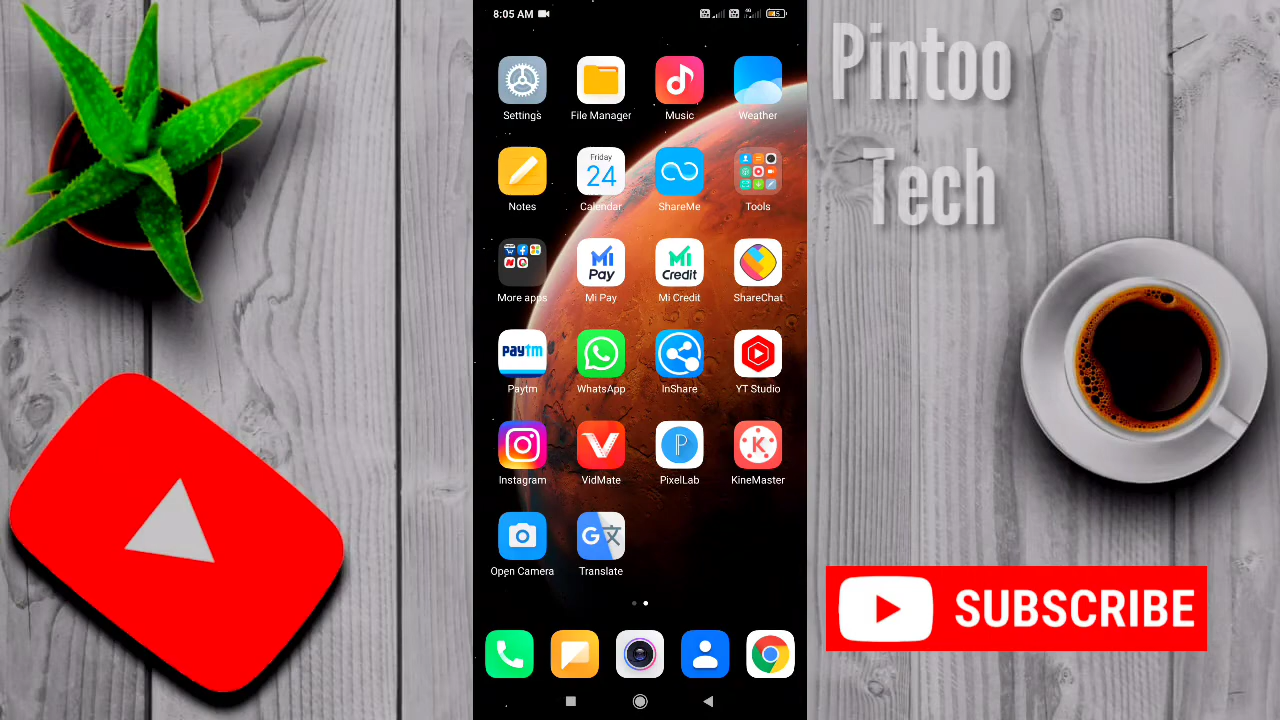 8:05 AM
Settings
File Manager
Music
Weather
Friday
24
Notes
Calendar
ShareMe
Tools
Mi
Pay
Mi
Credit
More apps
Mi Pay
Mi Credit
ShareChat
paytm
Paytm
WhatsApp
InShare
YT Studio
P
K
Instagram
VidMate
PixelLab
KineMaster
G文
Open Camera
Translate
Pintoo
Tech
SUBSCRIBE